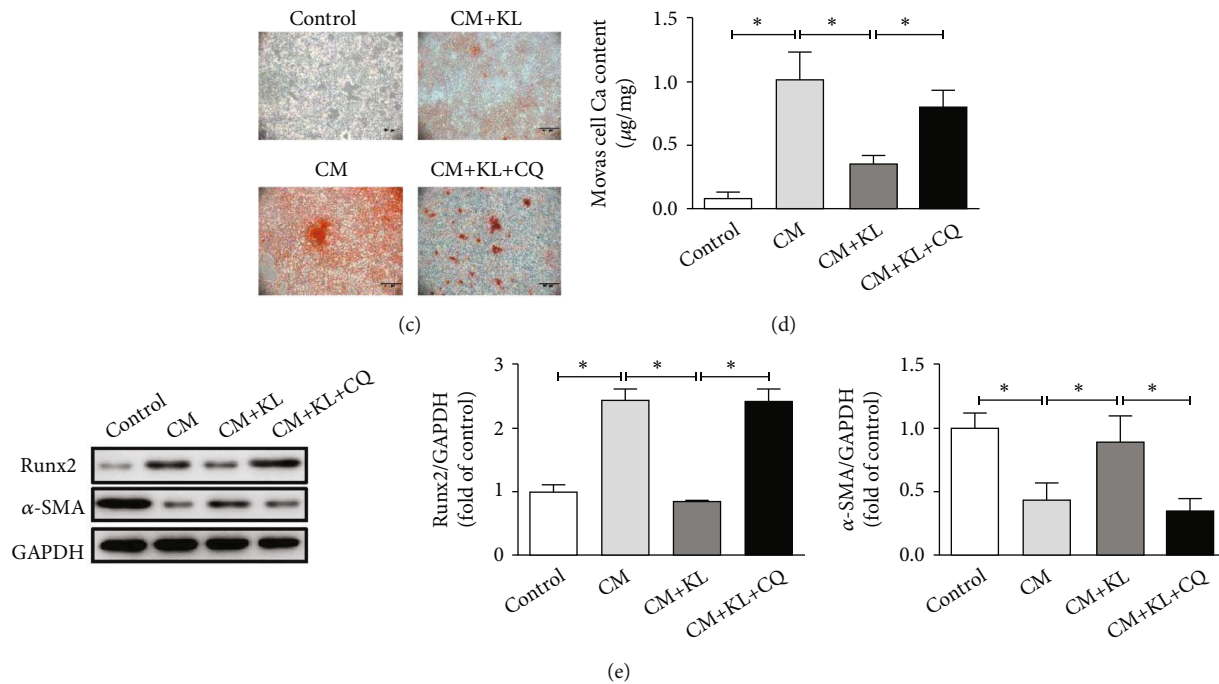 Control
CM+KL
CM
CM+KL+CQ
(c)
Movas cell Ca content
(μg/mg)
1.5
1.0
0.5
0.0
*
*
*
Control
CM
CM+KL
CM+KL+CQ
(d)
Control
CM
CM+KL
CM+KL+CQ
Runx2
α-SMA
GAPDH
Runx2/GAPDH
(fold of control)
3
2
1
0
*
*
*
Control
CM
CM+KL
CM+KL+CQ
α-SMA/GAPDH
(fold of control)
1.5
1.0
0.5
0.0
*
*
*
Control
CM
CM+KL
CM+KL+CQ
(e)